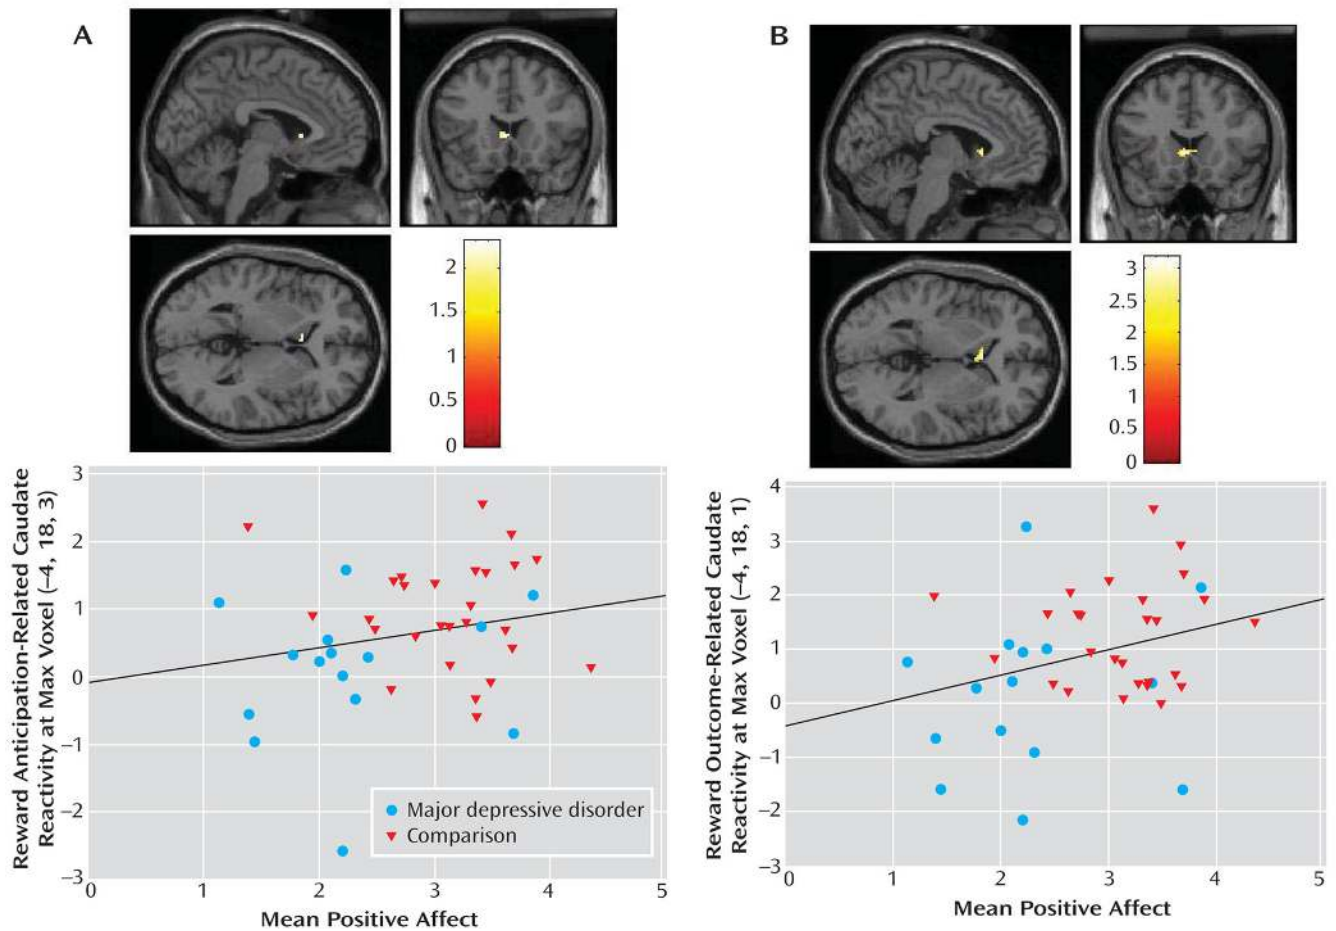 A
2
1.5
1
0.5
0
Reward Anticipation-Related Caudate
Reactivity at Max Voxel (–4, 18, 3)
3
2
1
0
–1
–2
–3
0 1 2 3 4 5
Major depressive disorder
Comparison
Mean Positive Affect
B
3
2.5
2
1.5
1
0.5
0
Reward Outcome-Related Caudate
Reactivity at Max Voxel (–4, 18, 1)
4
3
2
1
0
–1
–2
–3
0 1 2 3 4 5
Mean Positive Affect